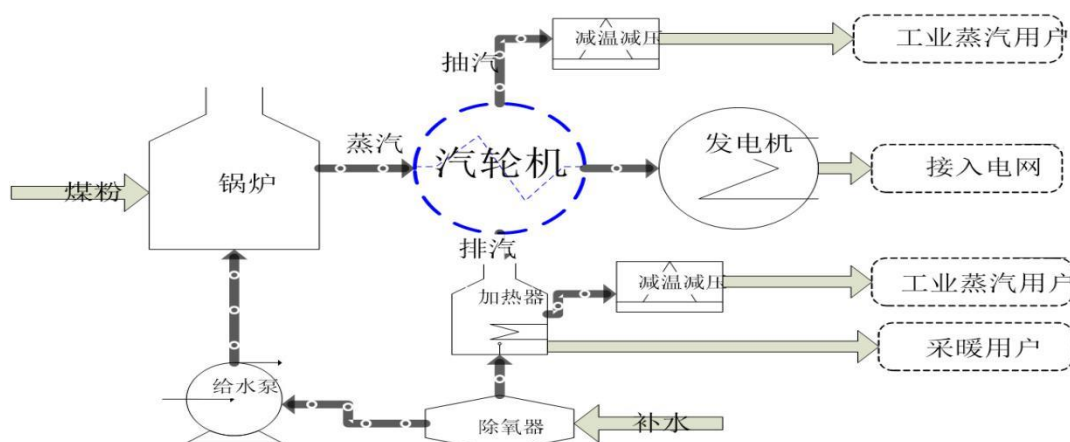 减温减压
工业蒸汽用户
抽汽
蒸汽
汽轮机
发电机
接入电网
锅炉
煤粉
排汽
加热器
减温减压
工业蒸汽用户
采暖用户
给水泵
除氧器
补水